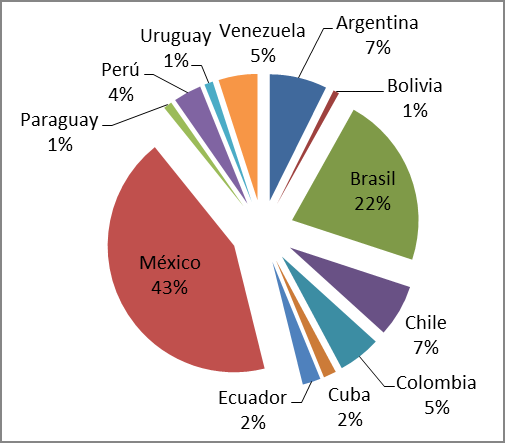 Argentina
7%
Bolivia
1%
Brasil
22%
Chile
7%
Colombia
5%
Cuba
2%
Ecuador
2%
México
43%
Paraguay
1%
Perú
4%
Uruguay
1%
Venezuela
5%